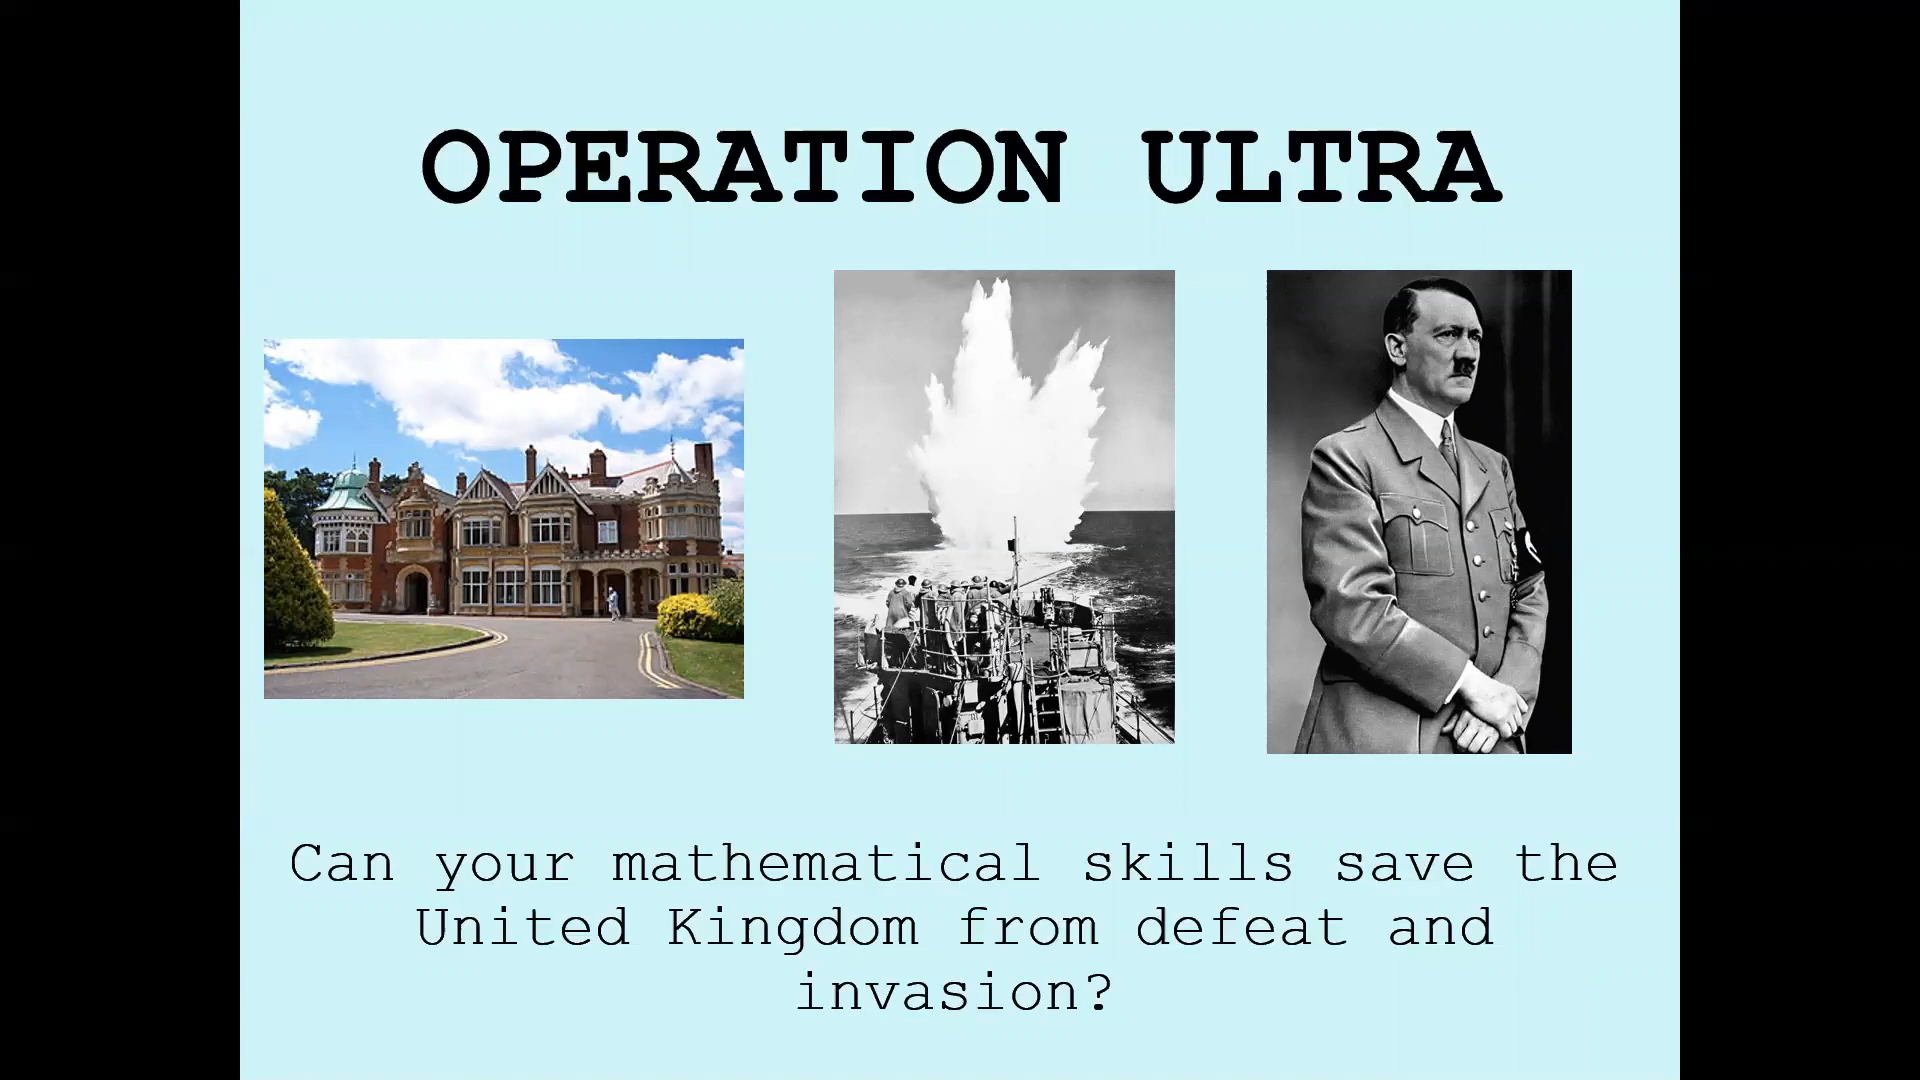 OPERATION ULTRA
Can your mathematical skills save the
United Kingdom from defeat and
invasion?